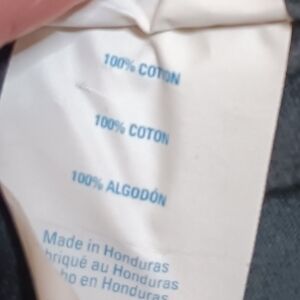 100% COTON
100% COTON
100% ALGODÓN
Made in Honduras
briqué au Honduras
ho en Honduras